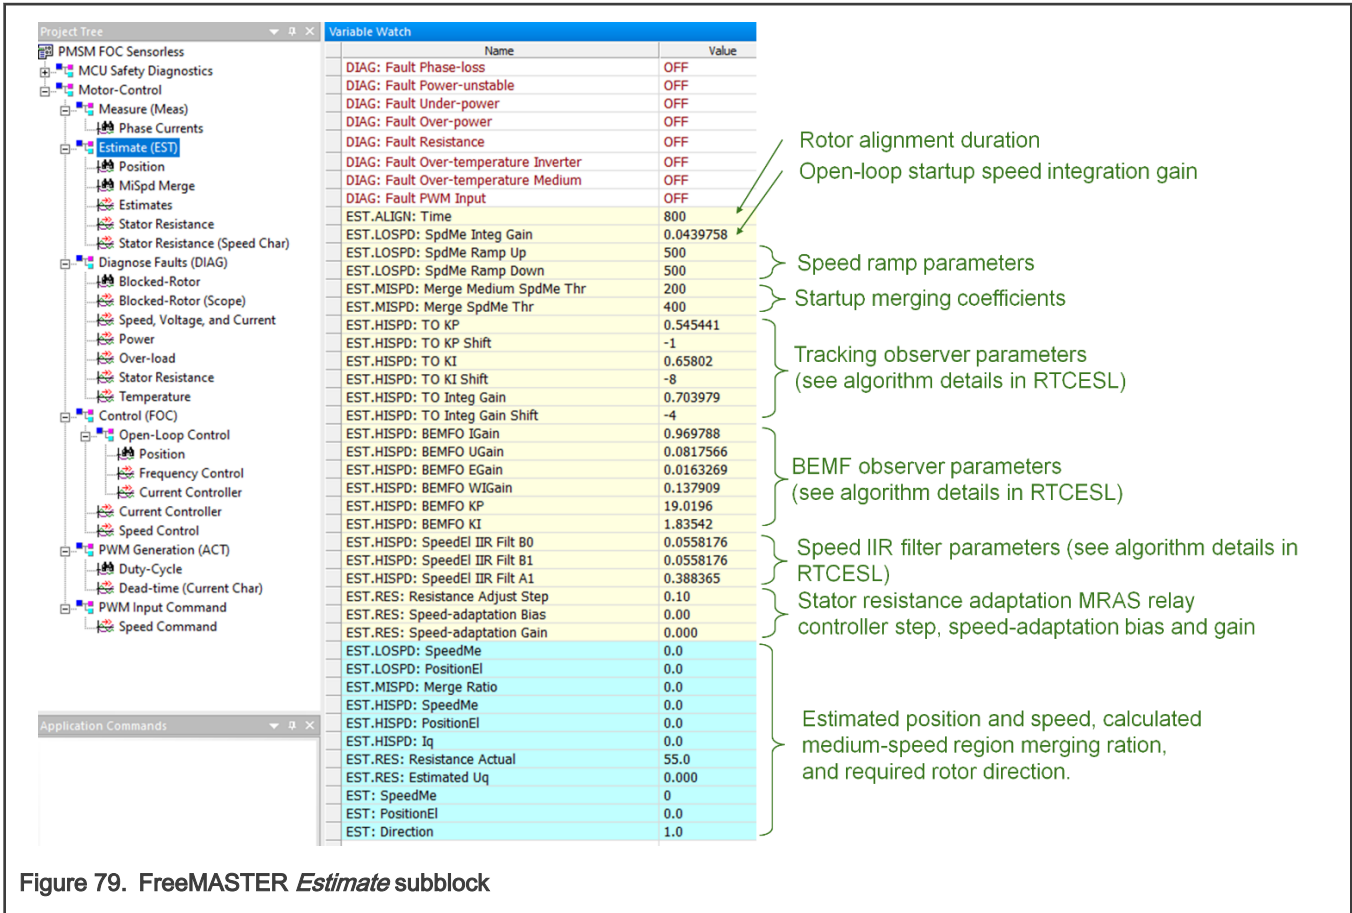 Project Tree
PMSM FOC Sensorless
MCU Safety Diagnostics
Motor-Control
Measure (Meas)
Phase Currents
Estimate (EST)
Position
MiSpd Merge
Estimates
Stator Resistance
Stator Resistance (Speed Char)
Diagnose Faults (DIAG)
Blocked-Rotor
Blocked-Rotor (Scope)
Speed, Voltage, and Current
Power
Over-load
Stator Resistance
Temperature
Control (FOC)
Open-Loop Control
Position
Frequency Control
Current Controller
Current Controller
Speed Control
PWM Generation (ACT)
Duty-Cycle
Dead-time (Current Char)
PWM Input Command
Speed Command
Application Commands
Variable Watch
Name Value
DIAG: Fault Phase-loss OFF
DIAG: Fault Power-unstable OFF
DIAG: Fault Under-power OFF
DIAG: Fault Over-power OFF
DIAG: Fault Resistance OFF
DIAG: Fault Over-temperature Inverter OFF
DIAG: Fault Over-temperature Medium OFF
DIAG: Fault PWM Input OFF
EST.ALIGN: Time 800
EST.LOSPD: SpdMe Integ Gain 0.0439758
EST.LOSPD: SpdMe Ramp Up 500
EST.LOSPD: SpdMe Ramp Down 500
EST.MISPD: Merge Medium SpdMe Thr 200
EST.MISPD: Merge SpdMe Thr 400
EST.HISPD: TO KP 0.545441
EST.HISPD: TO KP Shift -1
EST.HISPD: TO KI 0.65802
EST.HISPD: TO KI Shift -8
EST.HISPD: TO Integ Gain 0.703979
EST.HISPD: TO Integ Gain Shift -4
EST.HISPD: BEMFO IGain 0.969788
EST.HISPD: BEMFO UGain 0.0817566
EST.HISPD: BEMFO EGain 0.0163269
EST.HISPD: BEMFO WIGain 0.137909
EST.HISPD: BEMFO KP 19.0196
EST.HISPD: BEMFO KI 1.83542
EST.HISPD: SpeedEl IIR Filt B0 0.0558176
EST.HISPD: SpeedEl IIR Filt B1 0.0558176
EST.HISPD: SpeedEl IIR Filt A1 0.388365
EST.RES: Resistance Adjust Step 0.10
EST.RES: Speed-adaptation Bias 0.00
EST.RES: Speed-adaptation Gain 0.000
EST.LOSPD: SpeedMe 0.0
EST.LOSPD: PositionEl 0.0
EST.MISPD: Merge Ratio 0.0
EST.HISPD: SpeedMe 0.0
EST.HISPD: PositionEl 0.0
EST.HISPD: Iq 0.0
EST.RES: Resistance Actual 55.0
EST.RES: Estimated Uq 0.000
EST: SpeedMe 0
EST: PositionEl 0.0
EST: Direction 1.0
Rotor alignment duration
Open-loop startup speed integration gain
Speed ramp parameters
Startup merging coefficients
Tracking observer parameters
(see algorithm details in RTCESL)
BEMF observer parameters
(see algorithm details in RTCESL)
Speed IIR filter parameters (see algorithm details in
RTCESL)
Stator resistance adaptation MRAS relay
controller step, speed-adaptation bias and gain
Estimated position and speed, calculated
medium-speed region merging ration,
and required rotor direction.
Figure 79. FreeMASTER Estimate subblock